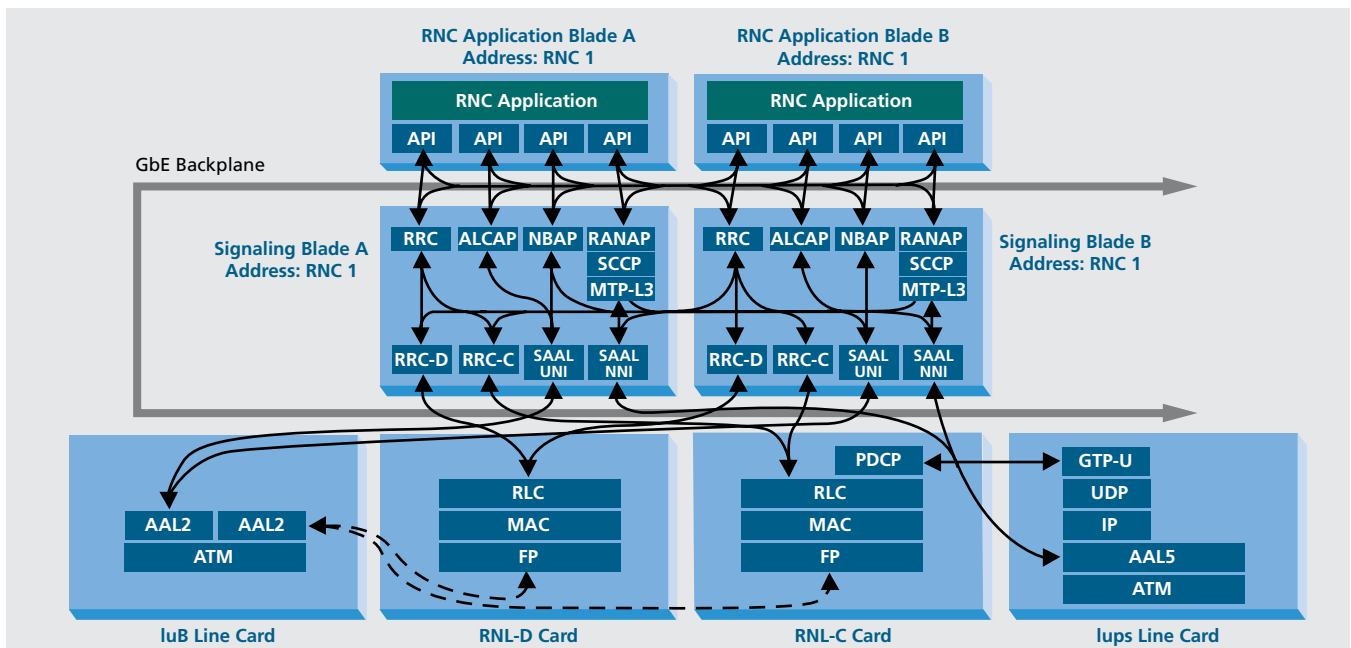 RNC Application Blade A
Address: RNC 1
RNC Application Blade B
Address: RNC 1
RNC Application
RNC Application
API API API API
API API API API
GbE Backplane
Signaling Blade A
Address: RNC 1
RRC ALCAP NBAP RANAP
SCCP
MTP-L3
RRC-D RRC-C SAAL UNI SAAL NNI
RRC ALCAP NBAP RANAP
SCCP
MTP-L3
RRC-D RRC-C SAAL UNI SAAL NNI
Signaling Blade B
Address: RNC 1
AAL2 AAL2
ATM
IuB Line Card
RLC
MAC
FP
RNL-D Card
PDCP
RLC
MAC
FP
RNL-C Card
GTP-U
UDP
IP
AAL5
ATM
Iups Line Card